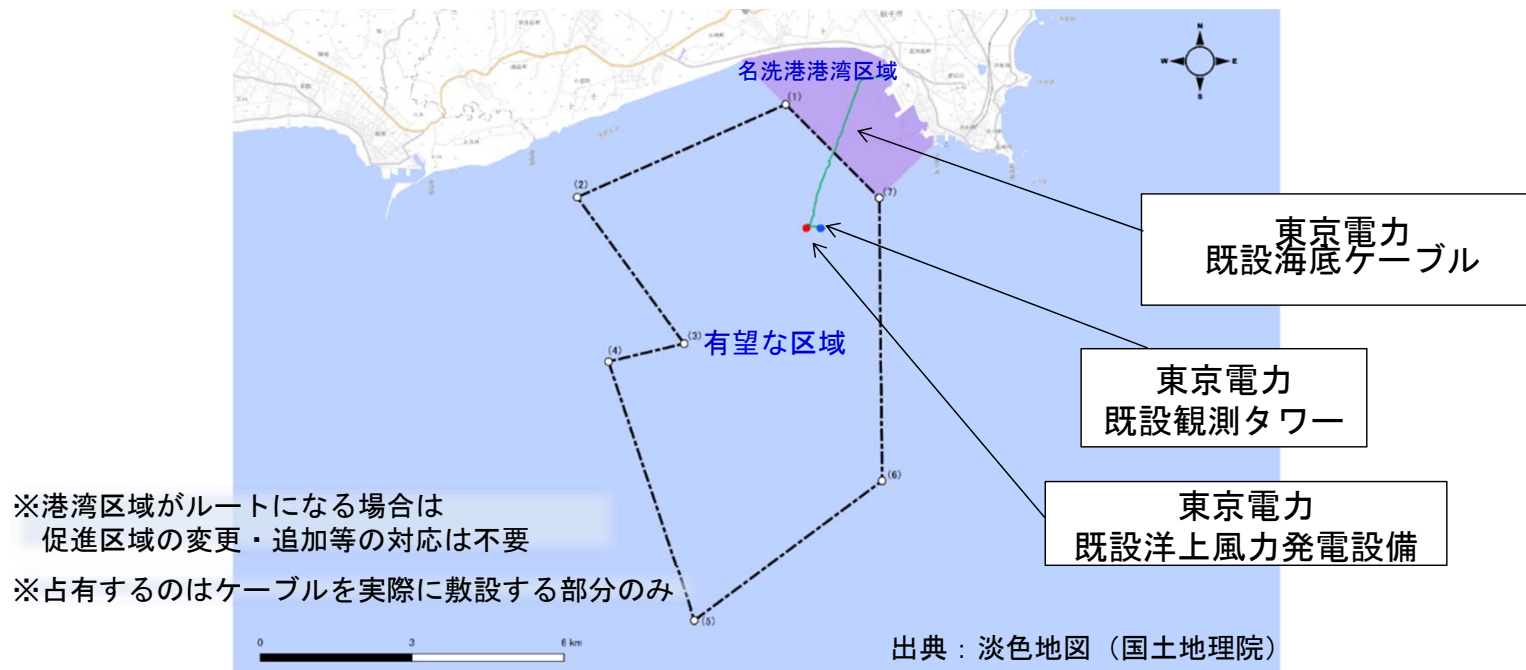 名洗港港湾区域
N
W
E
S
(1)
(2)
(7)
(3)
有望な区域
(4)
(6)
(5)
東京電力
既設海底ケーブル
東京電力
既設観測タワー
東京電力
既設洋上風力発電設備
※港湾区域がルートになる場合は
促進区域の変更・追加等の対応は不要
※占有するのはケーブルを実際に敷設する部分のみ
0
3
6 km
出典:淡色地図(国土地理院)